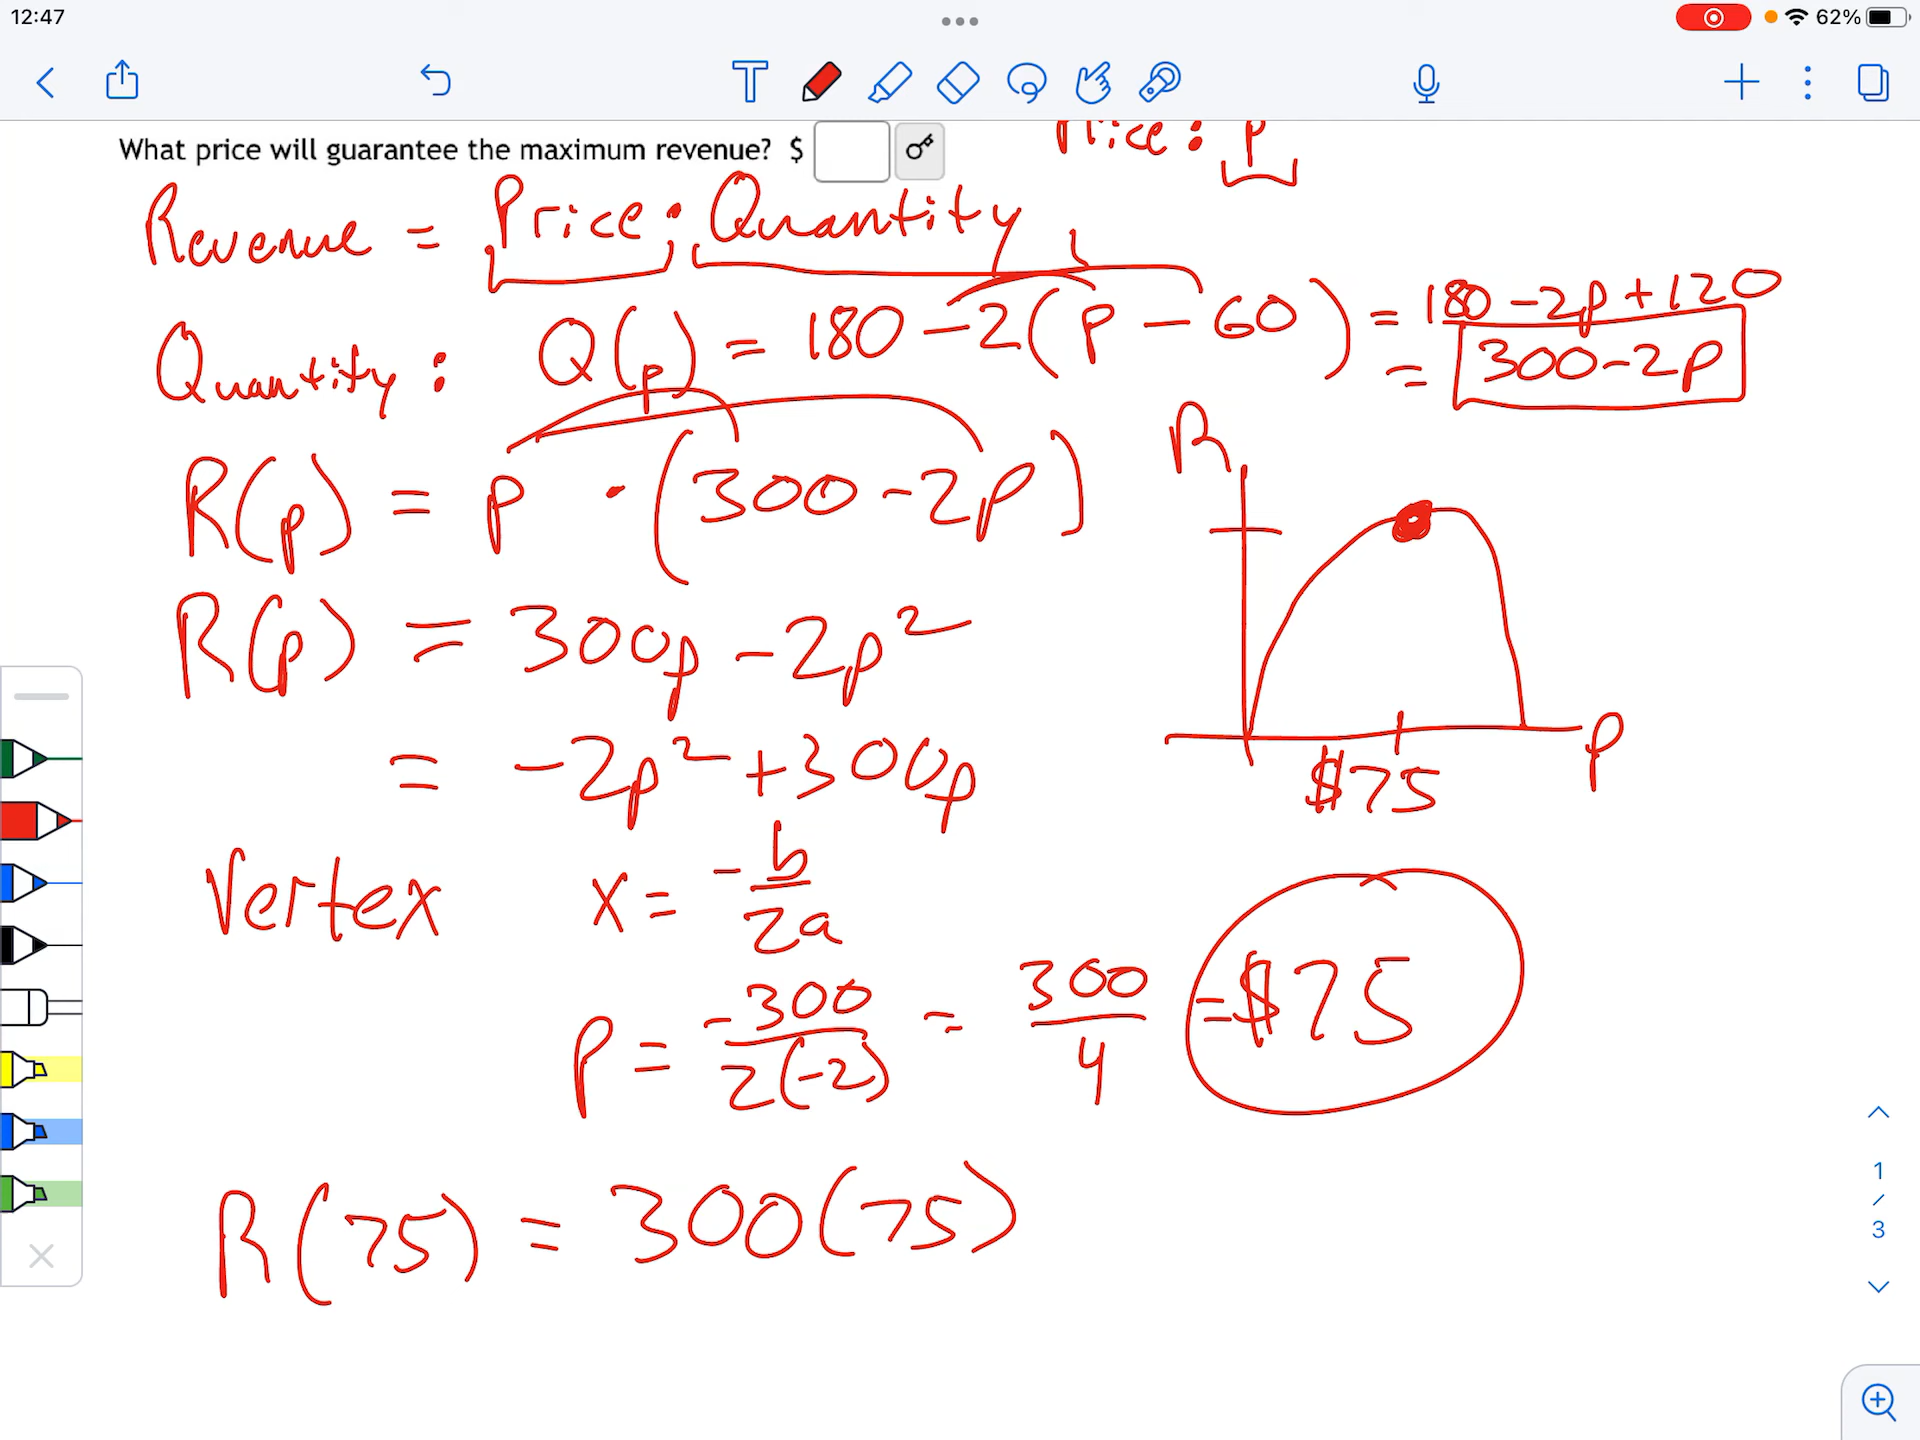 12:47
62%
T
Price: p
What price will guarantee the maximum revenue? $
Revenue = Price · Quantity
Quantity: Q(p) = 180 - 2(p - 60) = 180 - 2p + 120
= 300 - 2p
R(p) = p · (300 - 2p)
R
R(p) = 300p - 2p²
= -2p² + 300p
P
$75
Vertex x = -b/2a
P = -300/2(-2) = 300/4 = $75
R(75) = 300(75)
1
/
3